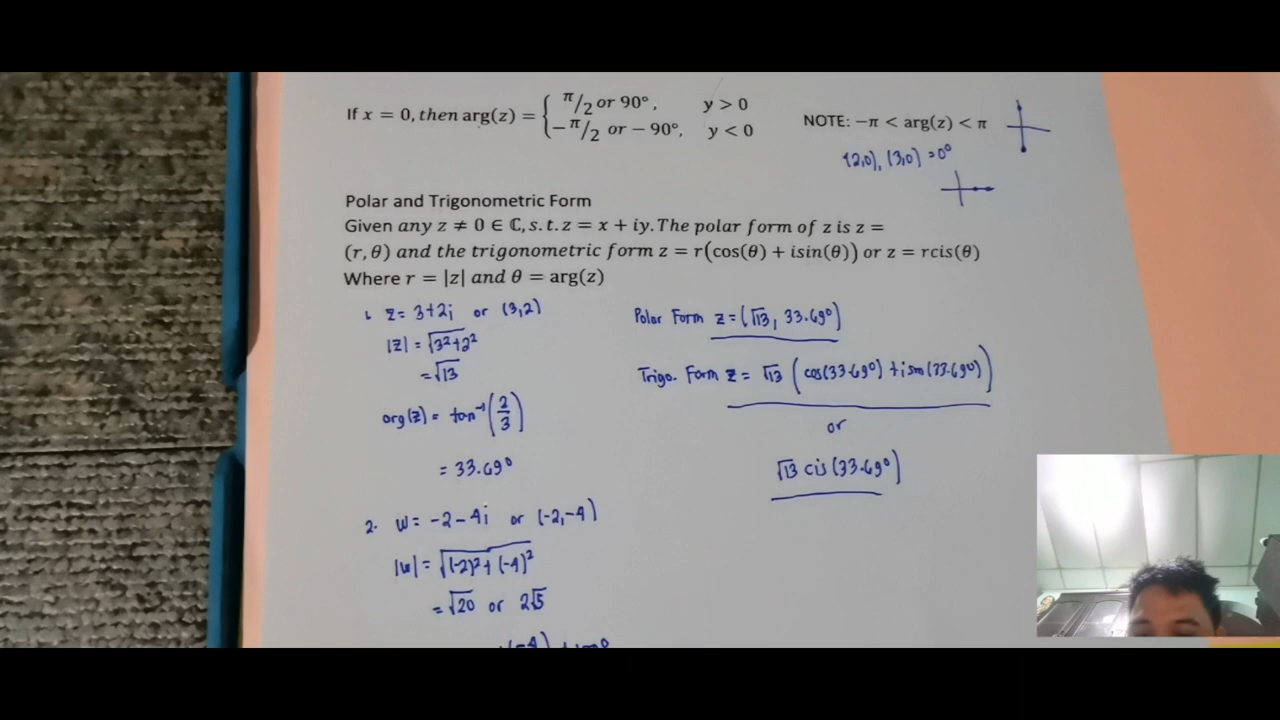 If x = 0, then arg(z) = { π/2 or 90°, y > 0
−π/2 or − 90°, y < 0
NOTE: −π < arg(z) < π
(2,0), (3,0) = 0°
Polar and Trigonometric Form
Given any z ≠ 0 ∈ ℂ, s. t. z = x + iy. The polar form of z is z =
(r, θ) and the trigonometric form z = r(cos(θ) + isin(θ)) or z = rcis(θ)
Where r = |z| and θ = arg(z)
1. z = 3+2i or (3,2)
|z| = √3²+2²
= √13
arg(z) = tan⁻¹(2/3)
= 33.69°
Polar Form z = (√13, 33.69°)
Trigo. Form z = √13 (cos(33.69°) + isin(33.69°))
or
√13 cis(33.69°)
2. w = -2-4i or (-2,-4)
|w| = √(-2)²+(-4)²
= √20 or 2√5